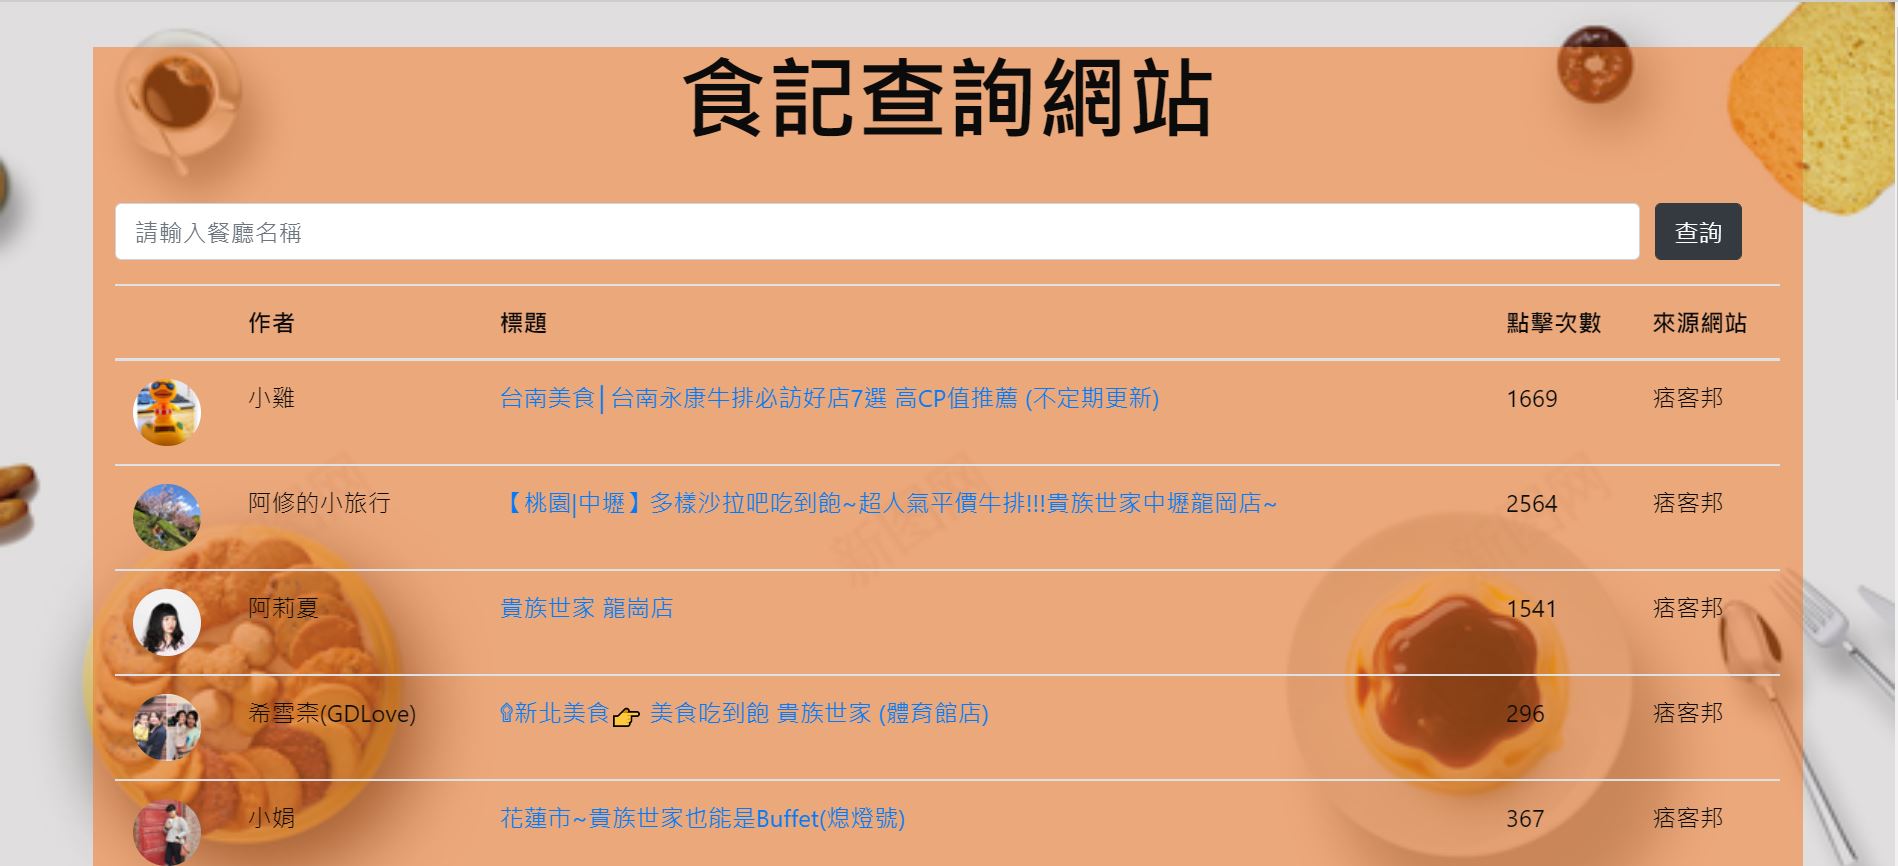 食記查詢網站
請輸入餐廳名稱 查詢
作者 標題 點擊次數 來源網站
小雞 台南美食│台南永康牛排必訪好店7選 高CP值推薦 (不定期更新) 1669 痞客邦
阿修的小旅行 【桃園|中壢】多樣沙拉吧吃到飽~超人氣平價牛排!!!貴族世家中壢龍岡店~ 2564 痞客邦
阿莉夏 貴族世家 龍崗店 1541 痞客邦
希雪柰(GDLove) ۩新北美食👉 美食吃到飽 貴族世家 (體育館店) 296 痞客邦
小娟 花蓮市~貴族世家也能是Buffet(熄燈號) 367 痞客邦
新图网
新图网